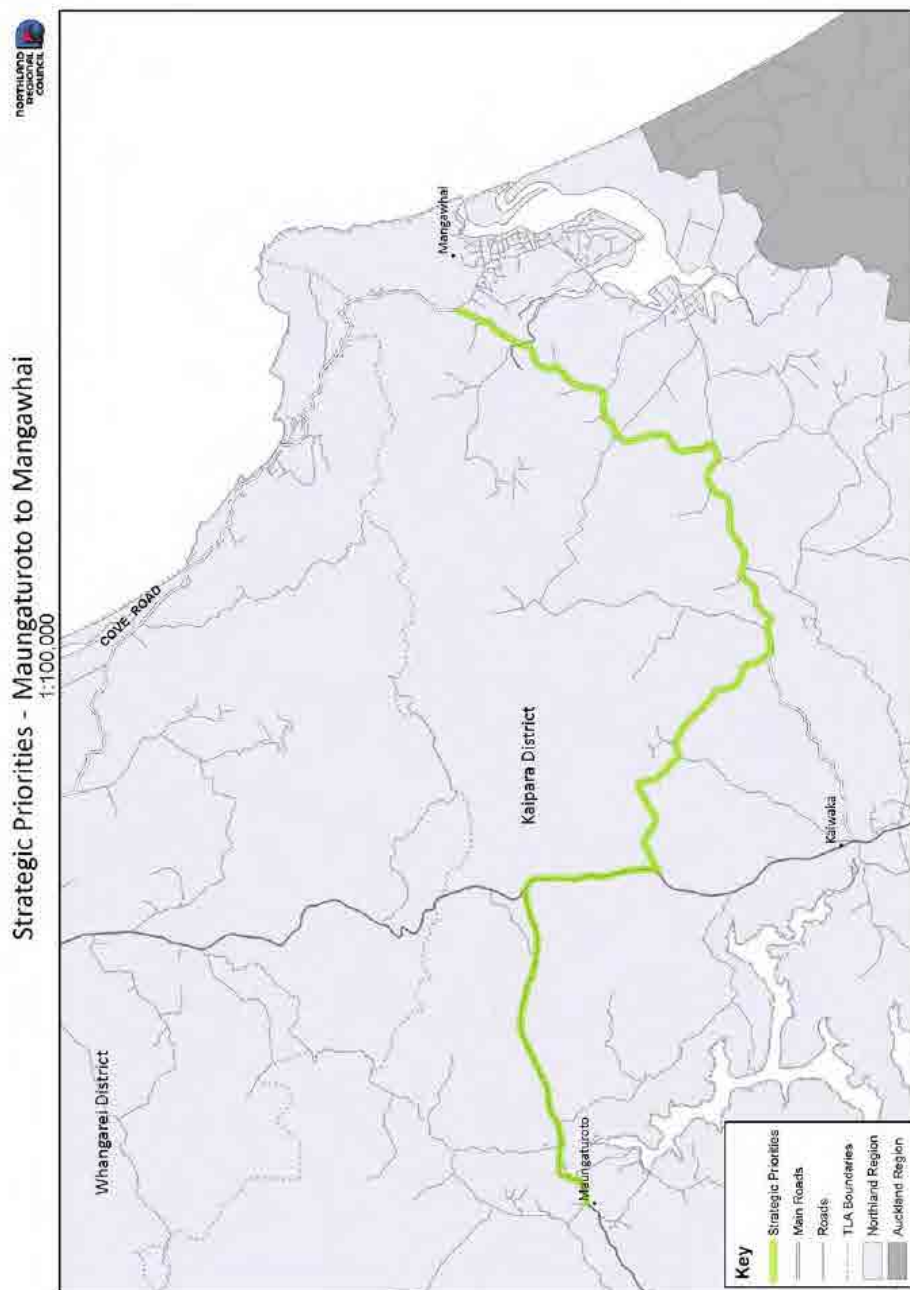 Strategic Priorities - Maungaturoto to Mangawhai
1:100,000
NORTHLAND
REGIONAL
COUNCIL
COVE ROAD
Mangawhai
Whangarei District
Kaipara District
Kaiwaka
Maungaturoto
Key
Strategic Priorities
Main Roads
Roads
TLA Boundaries
Northland Region
Auckland Region